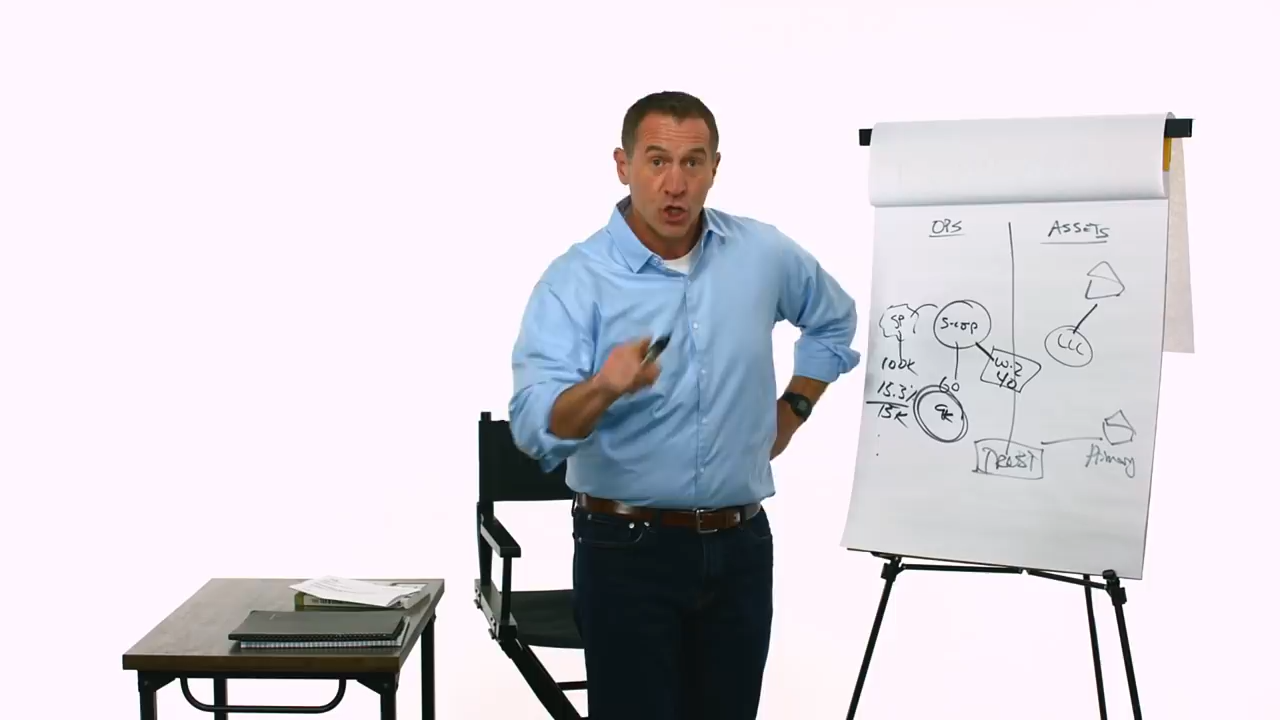 OPS
ASSETS
SP
S-corp
LLC
100K
W-2
40
15.3%
60
15K
9K
TRUST
Primary